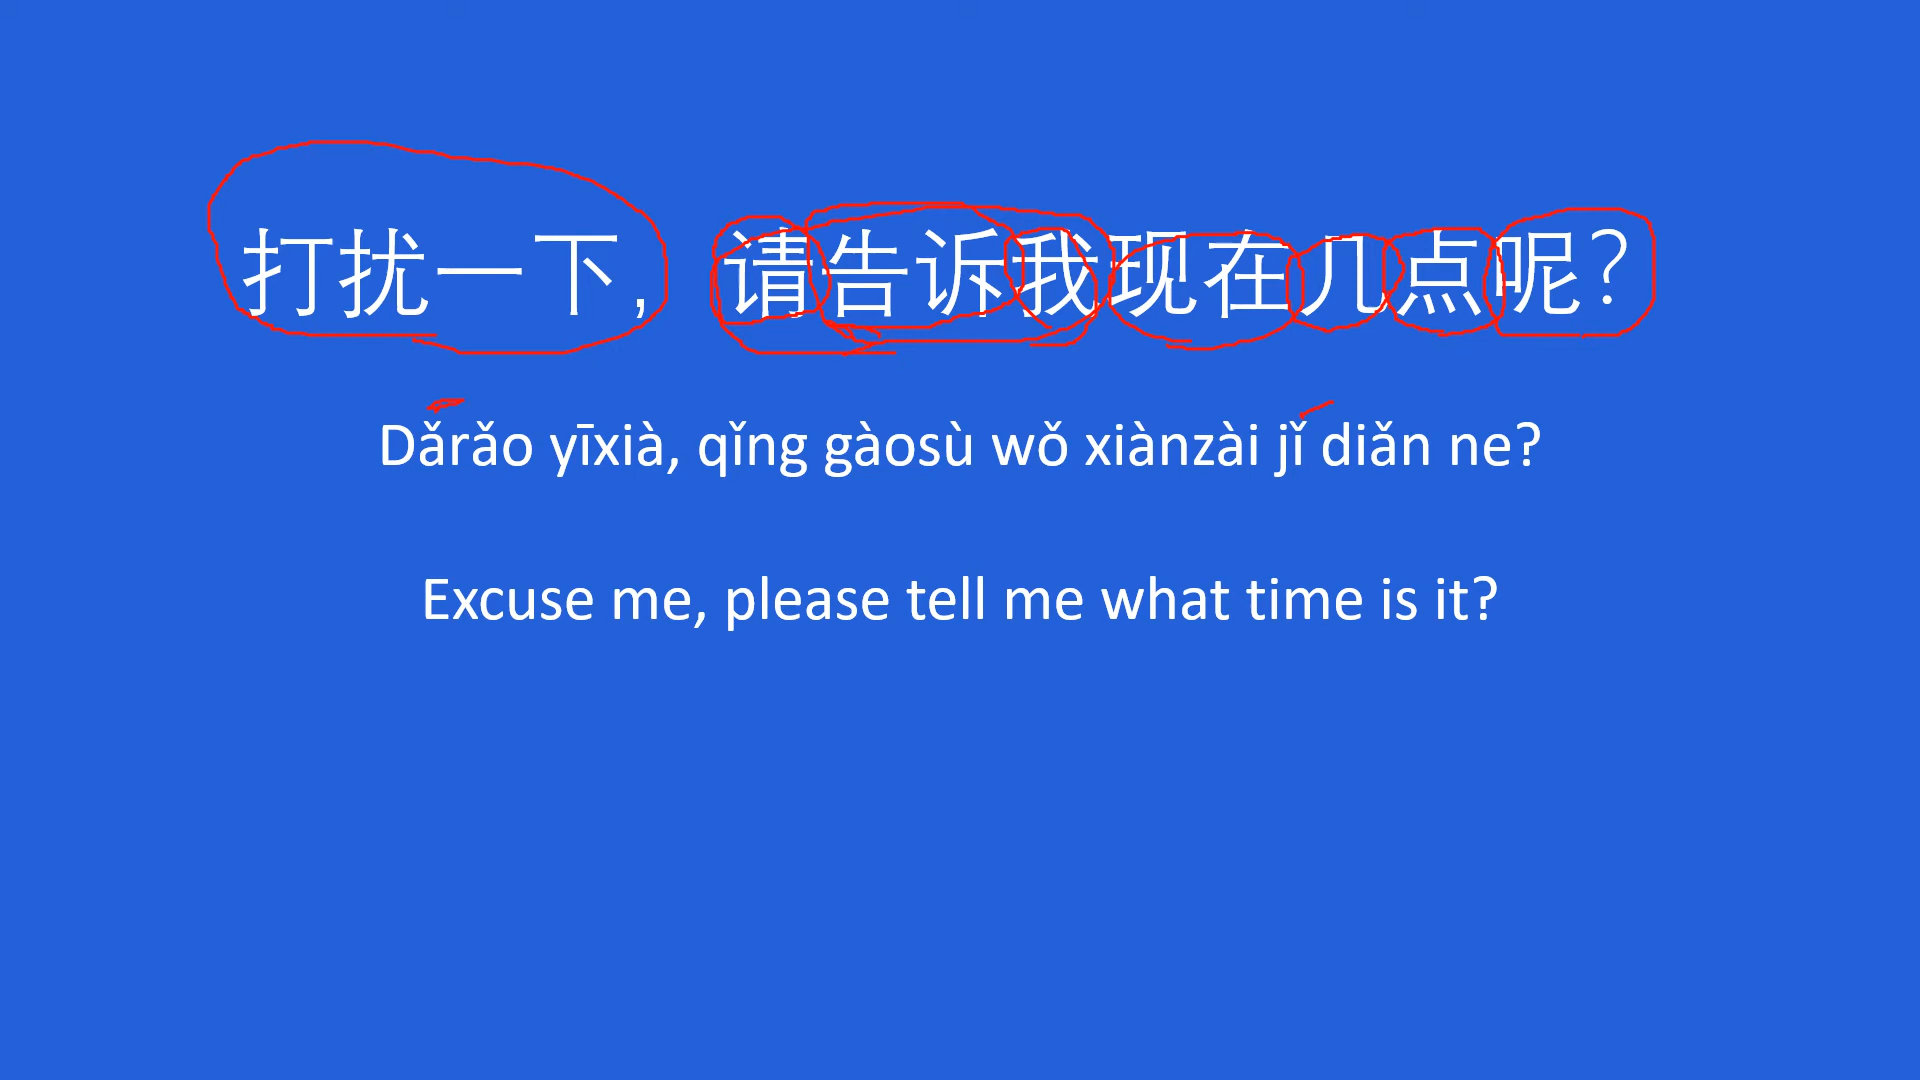 打扰一下, 请告诉我现在几点呢?
Dǎrǎo yīxià, qǐng gàosù wǒ xiànzài jǐ diǎn ne?
Excuse me, please tell me what time is it?